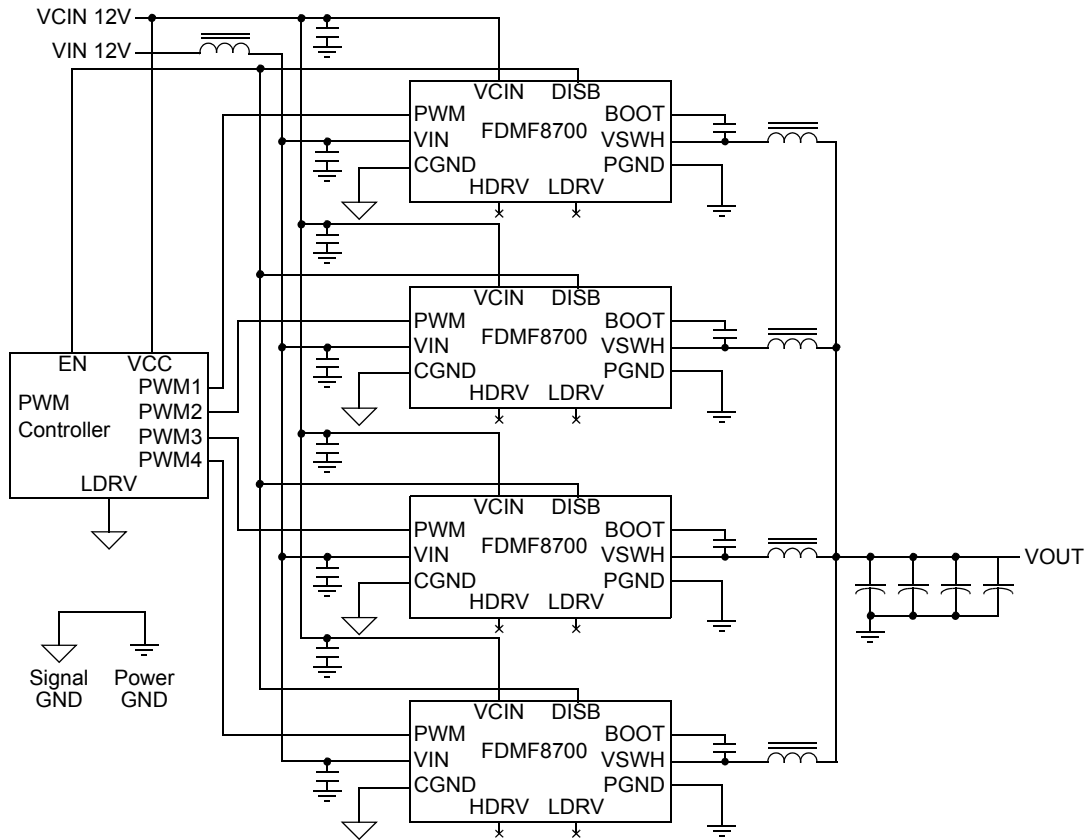 VCIN 12V
VIN 12V
VCIN DISB
PWM BOOT
FDMF8700
VIN VSWH
CGND PGND
HDRV LDRV
VCIN DISB
PWM BOOT
FDMF8700
VIN VSWH
CGND PGND
HDRV LDRV
EN VCC
PWM1
PWM Controller
PWM2
PWM3
PWM4
LDRV
VCIN DISB
PWM BOOT
FDMF8700
VIN VSWH
CGND PGND
HDRV LDRV
VOUT
Signal GND
Power GND
VCIN DISB
PWM BOOT
FDMF8700
VIN VSWH
CGND PGND
HDRV LDRV